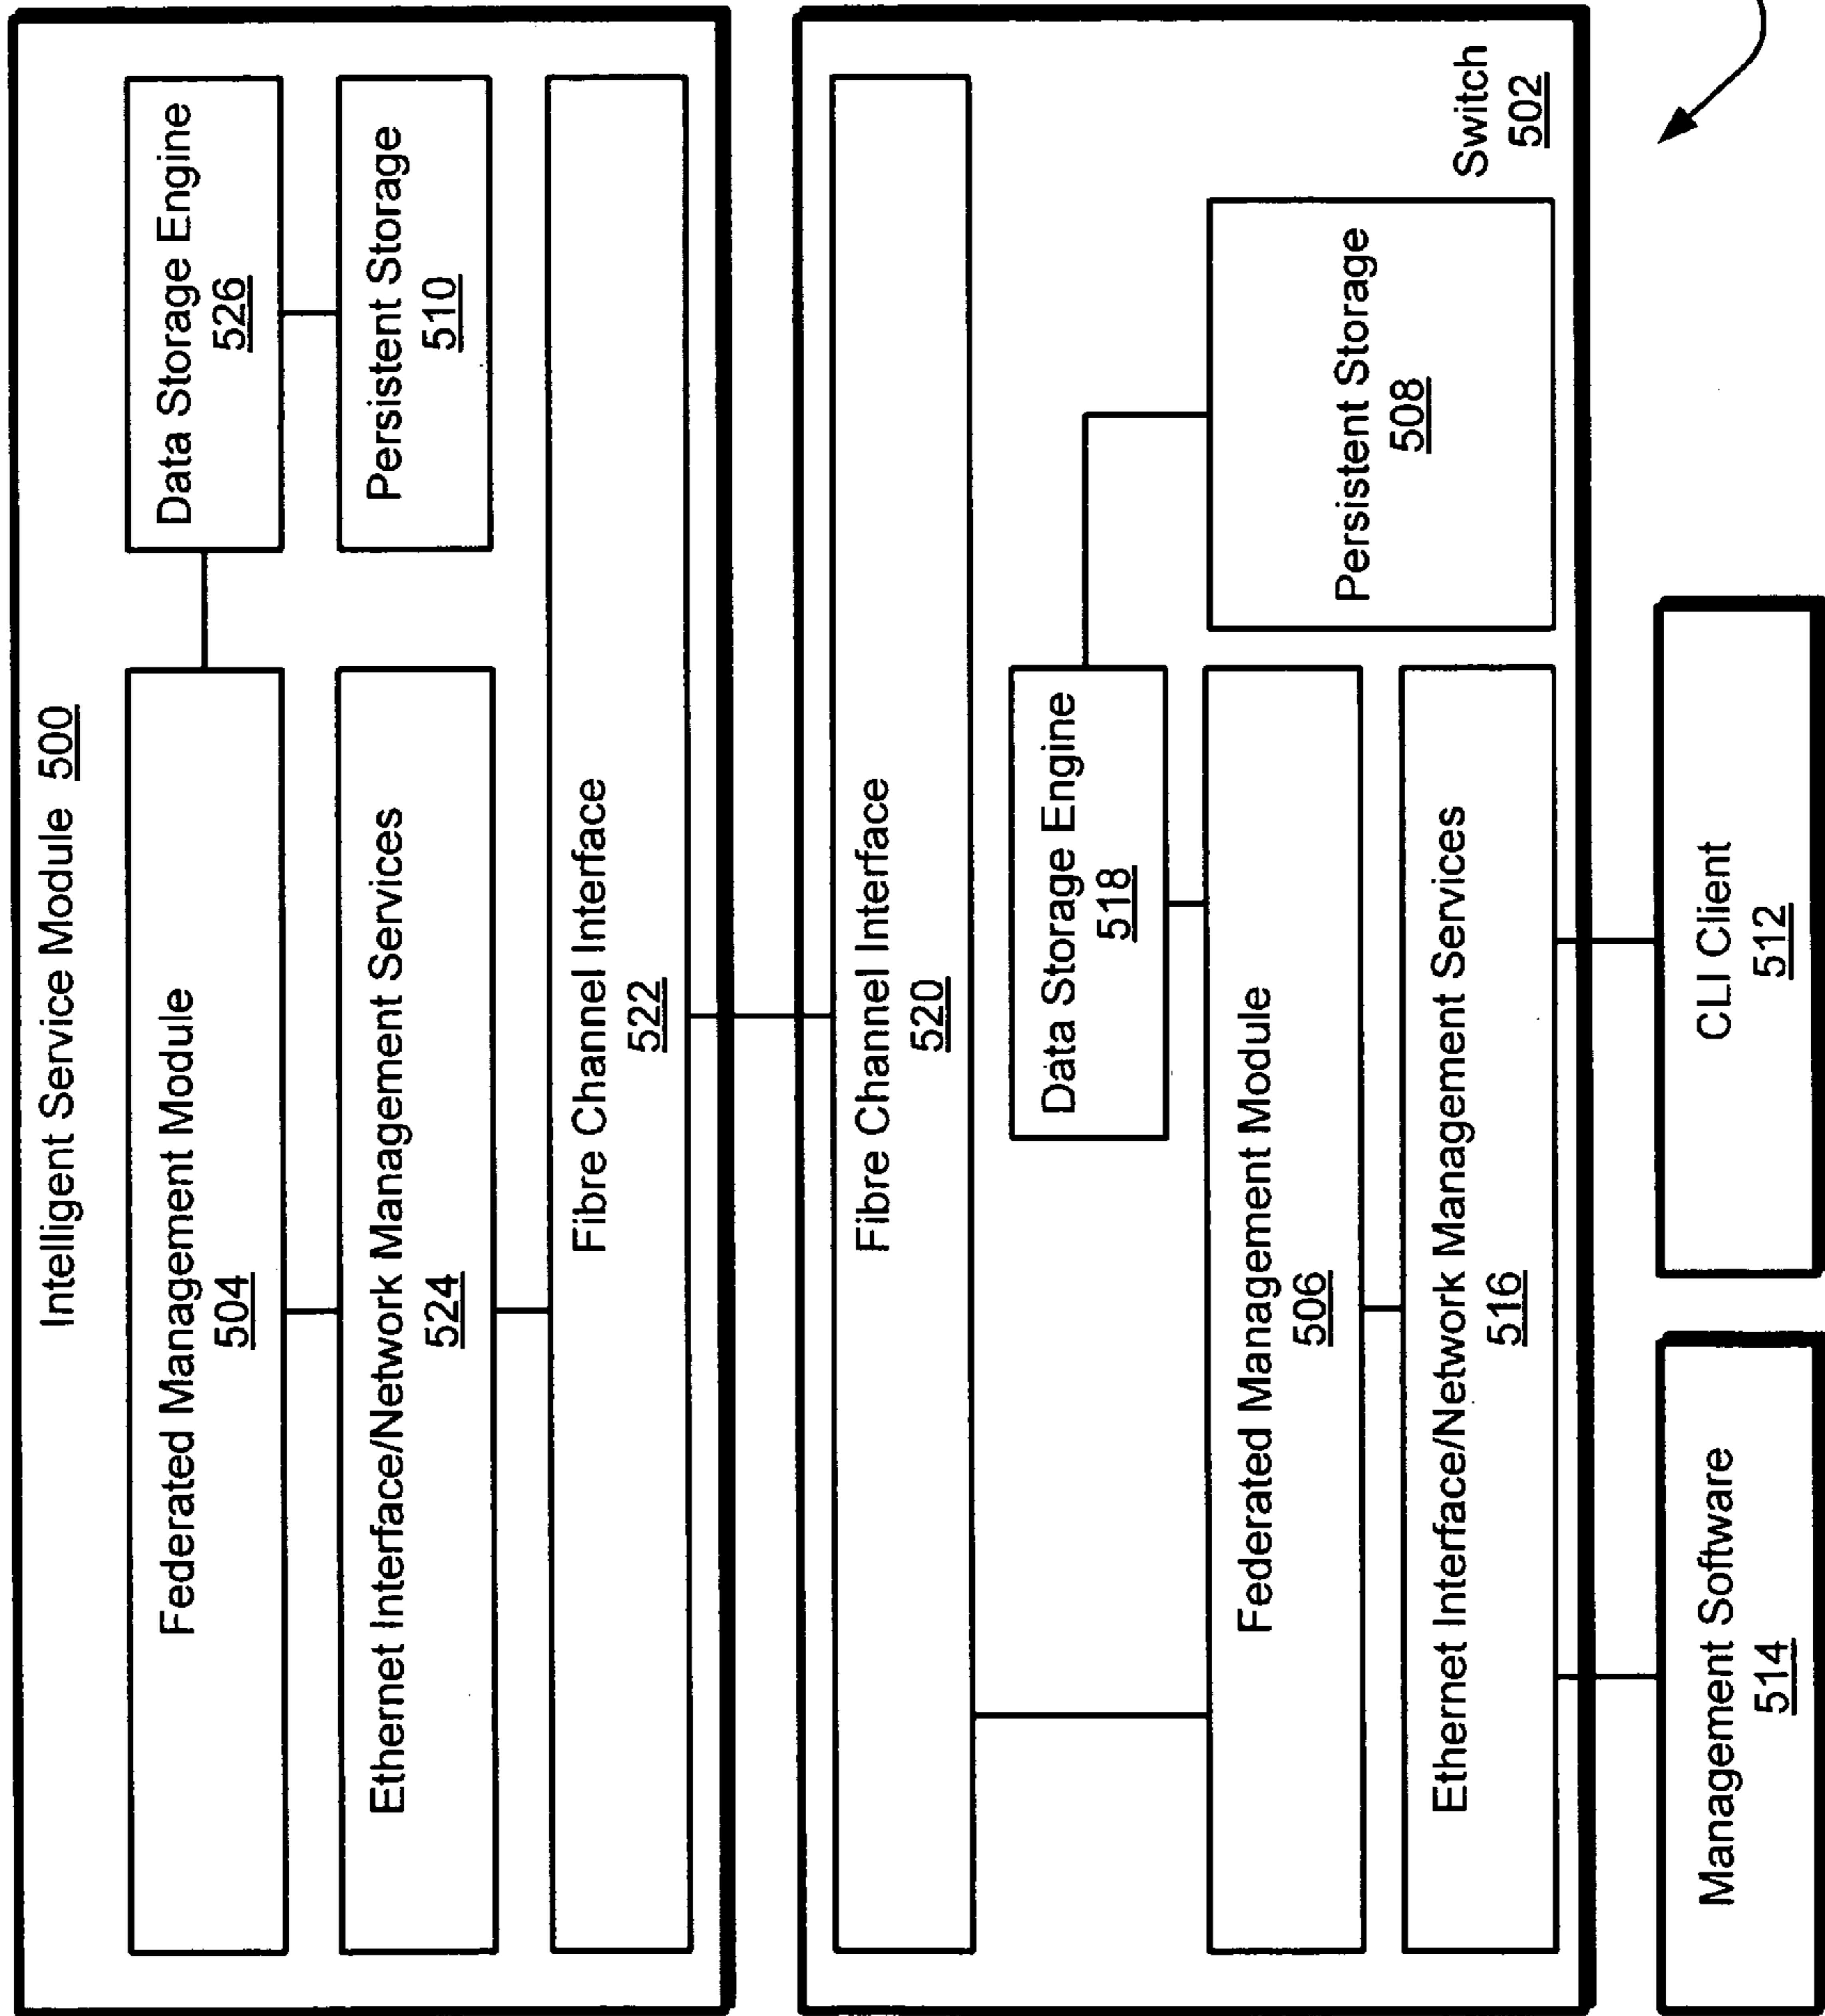 Intelligent Service Module 500
Federated Management Module
504
Data Storage Engine
526
Ethernet Interface/Network Management Services
524
Persistent Storage
510
Fibre Channel Interface
522
Fibre Channel Interface
520
Data Storage Engine
518
Federated Management Module
506
Persistent Storage
508
Ethernet Interface/Network Management Services
516
Switch
502
Management Software
514
CLI Client
512